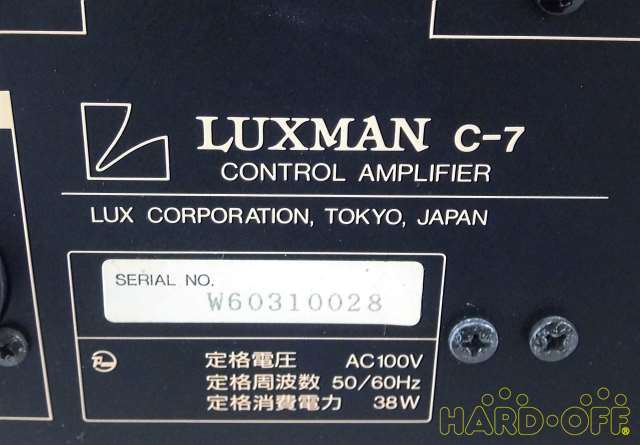 LUXMAN C-7
CONTROL AMPLIFIER
LUX CORPORATION, TOKYO, JAPAN
SERIAL NO.
W60310028
定格電圧 AC100V
定格周波数 50/60Hz
定格消費電力 38W
HARD·OFF®